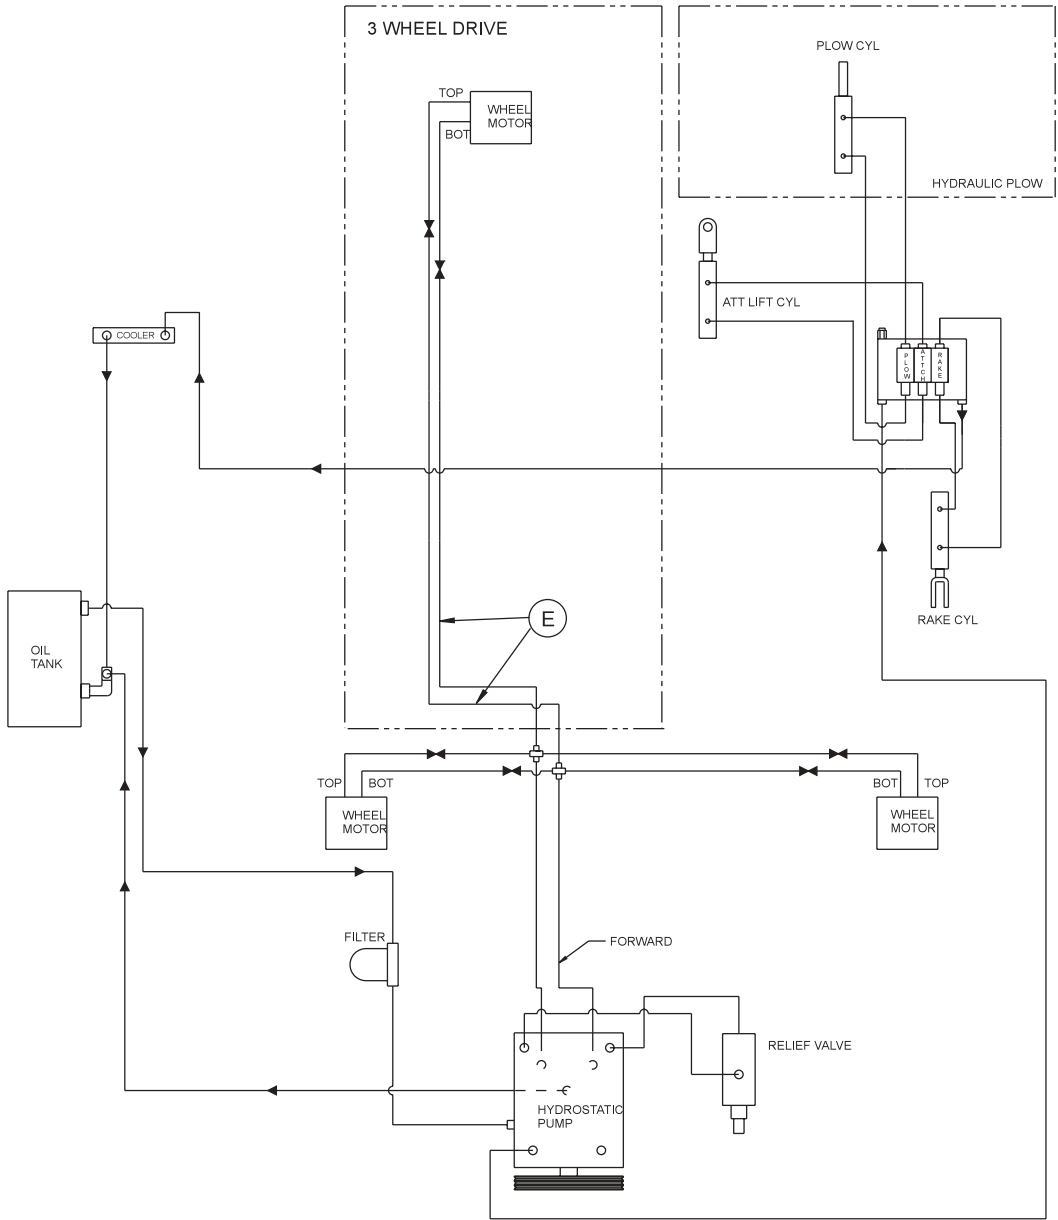 3 WHEEL DRIVE
PLOW CYL
TOP
WHEEL
MOTOR
BOT
HYDRAULIC PLOW
ATT LIFT CYL
COOLER
PLOW
ATTCH
RAKE
E
RAKE CYL
OIL
TANK
TOP
BOT
BOT
TOP
WHEEL
MOTOR
WHEEL
MOTOR
FILTER
FORWARD
RELIEF VALVE
HYDROSTATIC
PUMP